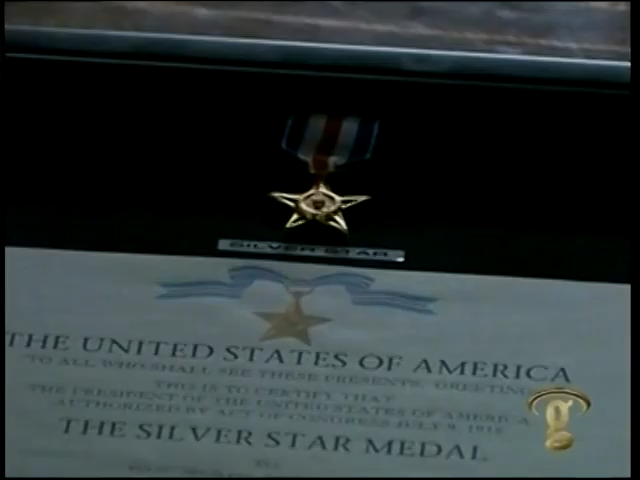 SILVER STAR
THE UNITED STATES OF AMERICA
TO ALL WHO SHALL SEE THESE PRESENTS, GREETING
THIS IS TO CERTIFY THAT
THE PRESIDENT OF THE UNITED STATES OF AMERICA
AUTHORIZED BY ACT OF CONGRESS JULY 9, 1918
THE SILVER STAR MEDAL
g